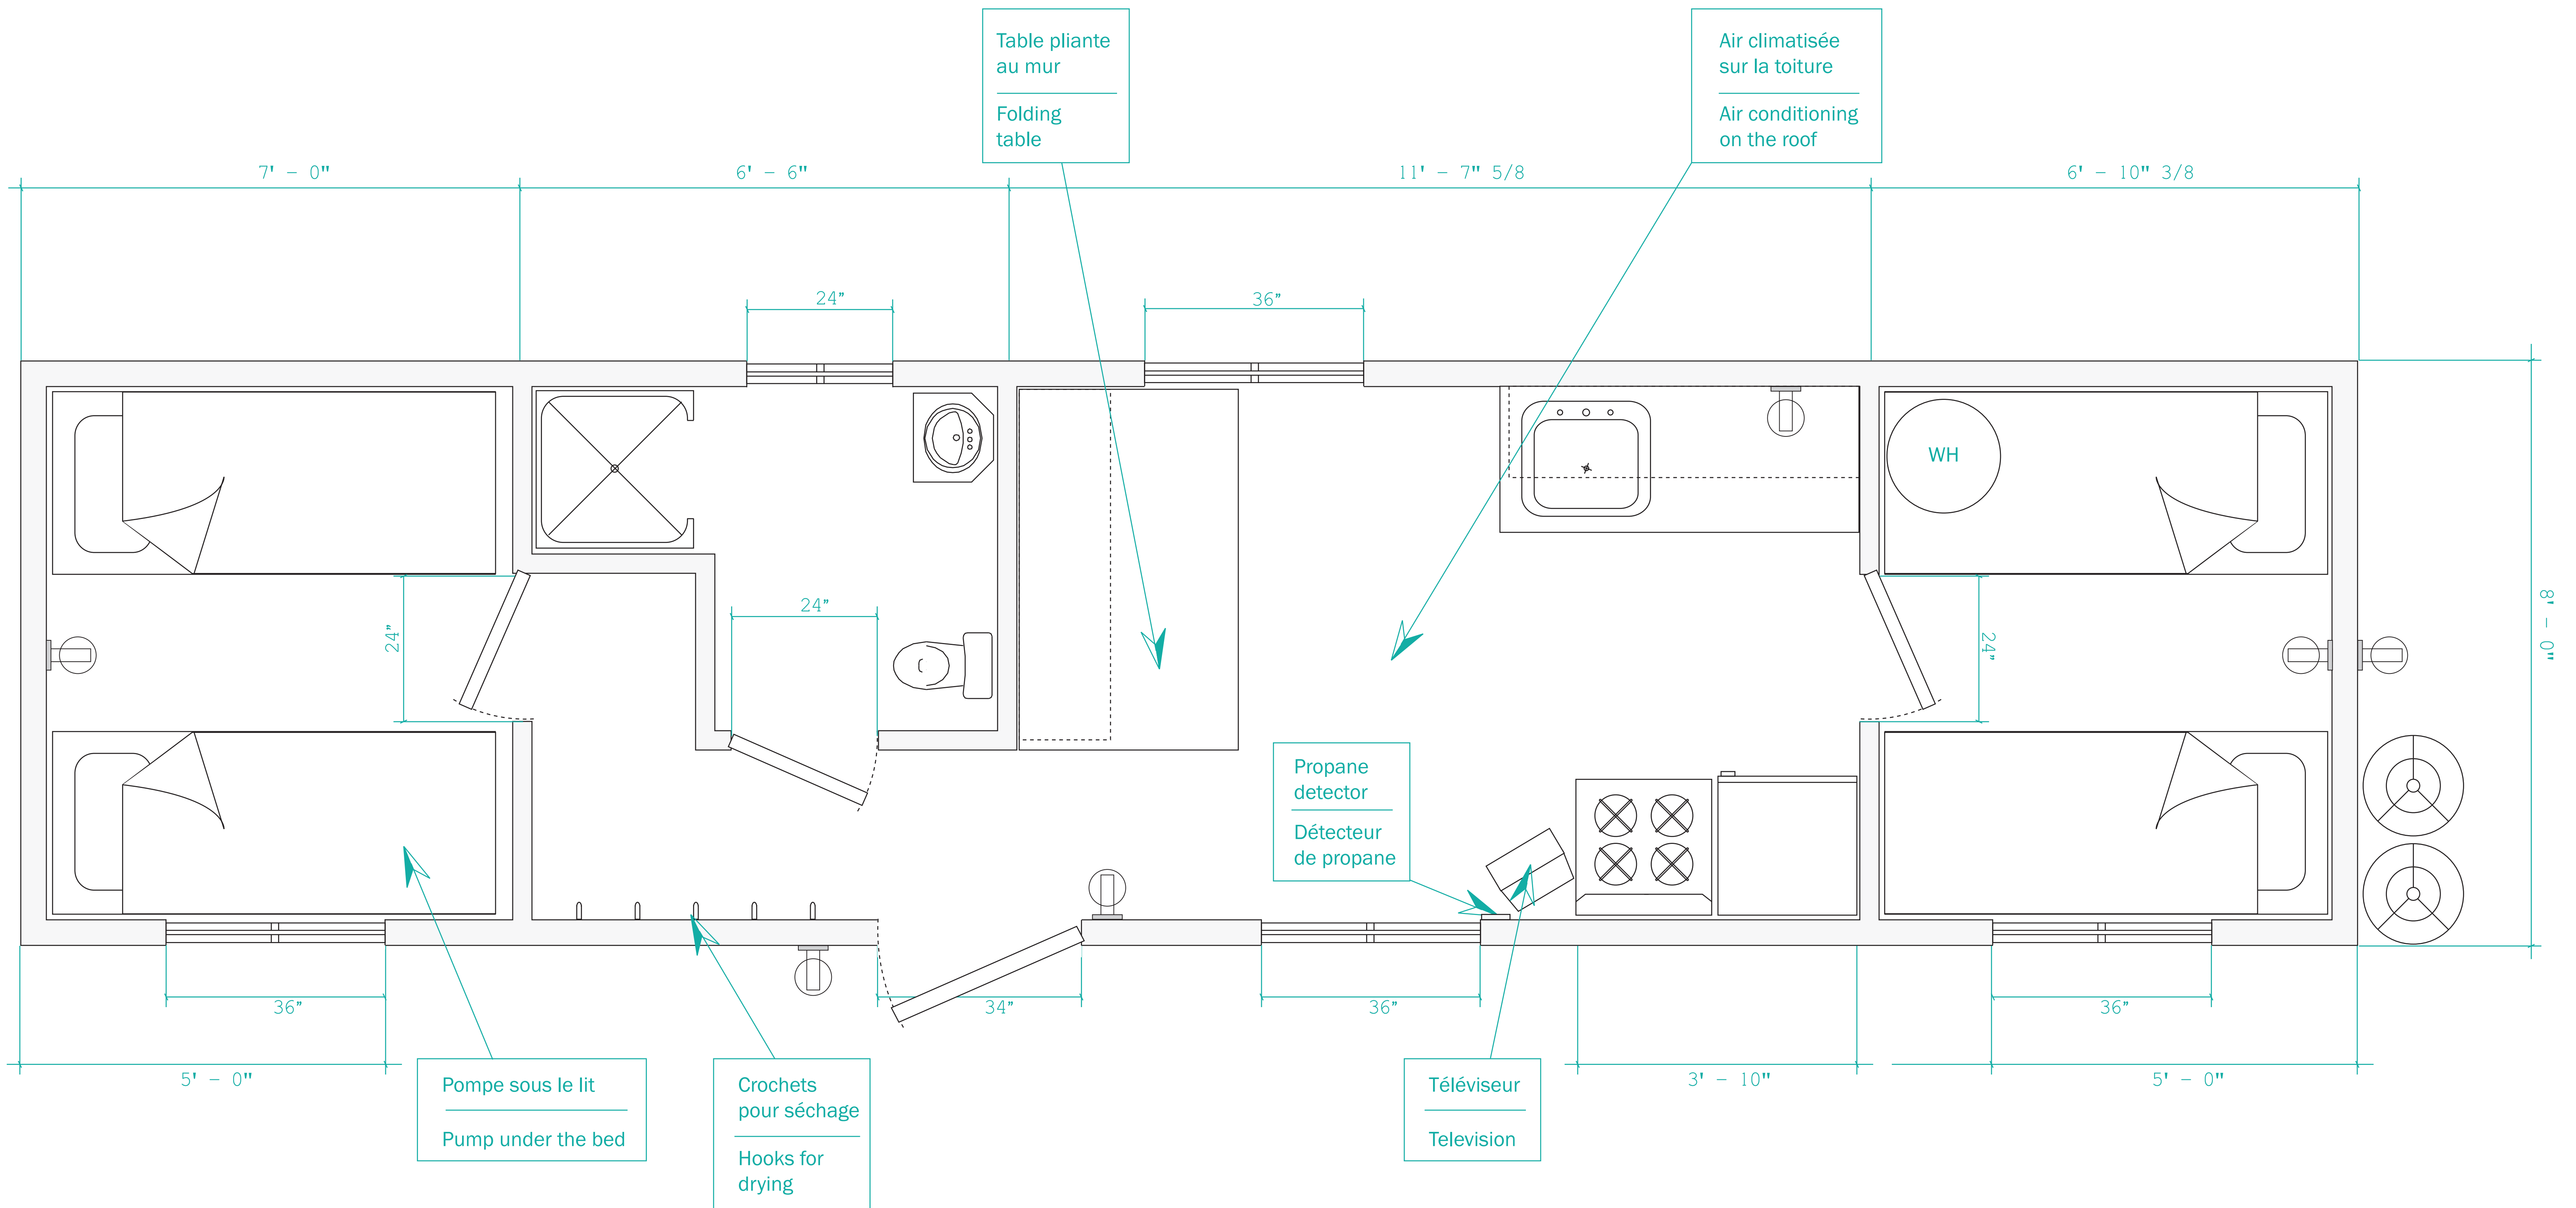 Table pliante
au mur
Folding
table
Air climatisée
sur la toiture
Air conditioning
on the roof
7' - 0"
6' - 6"
11' - 7" 5/8
6' - 10" 3/8
24"
36"
WH
24"
24"
24"
8' - 0"
Propane
detector
Détecteur
de propane
36"
34"
36"
36"
5' - 0"
3' - 10"
5' - 0"
Pompe sous le lit
Pump under the bed
Crochets
pour séchage
Hooks for
drying
Téléviseur
Television